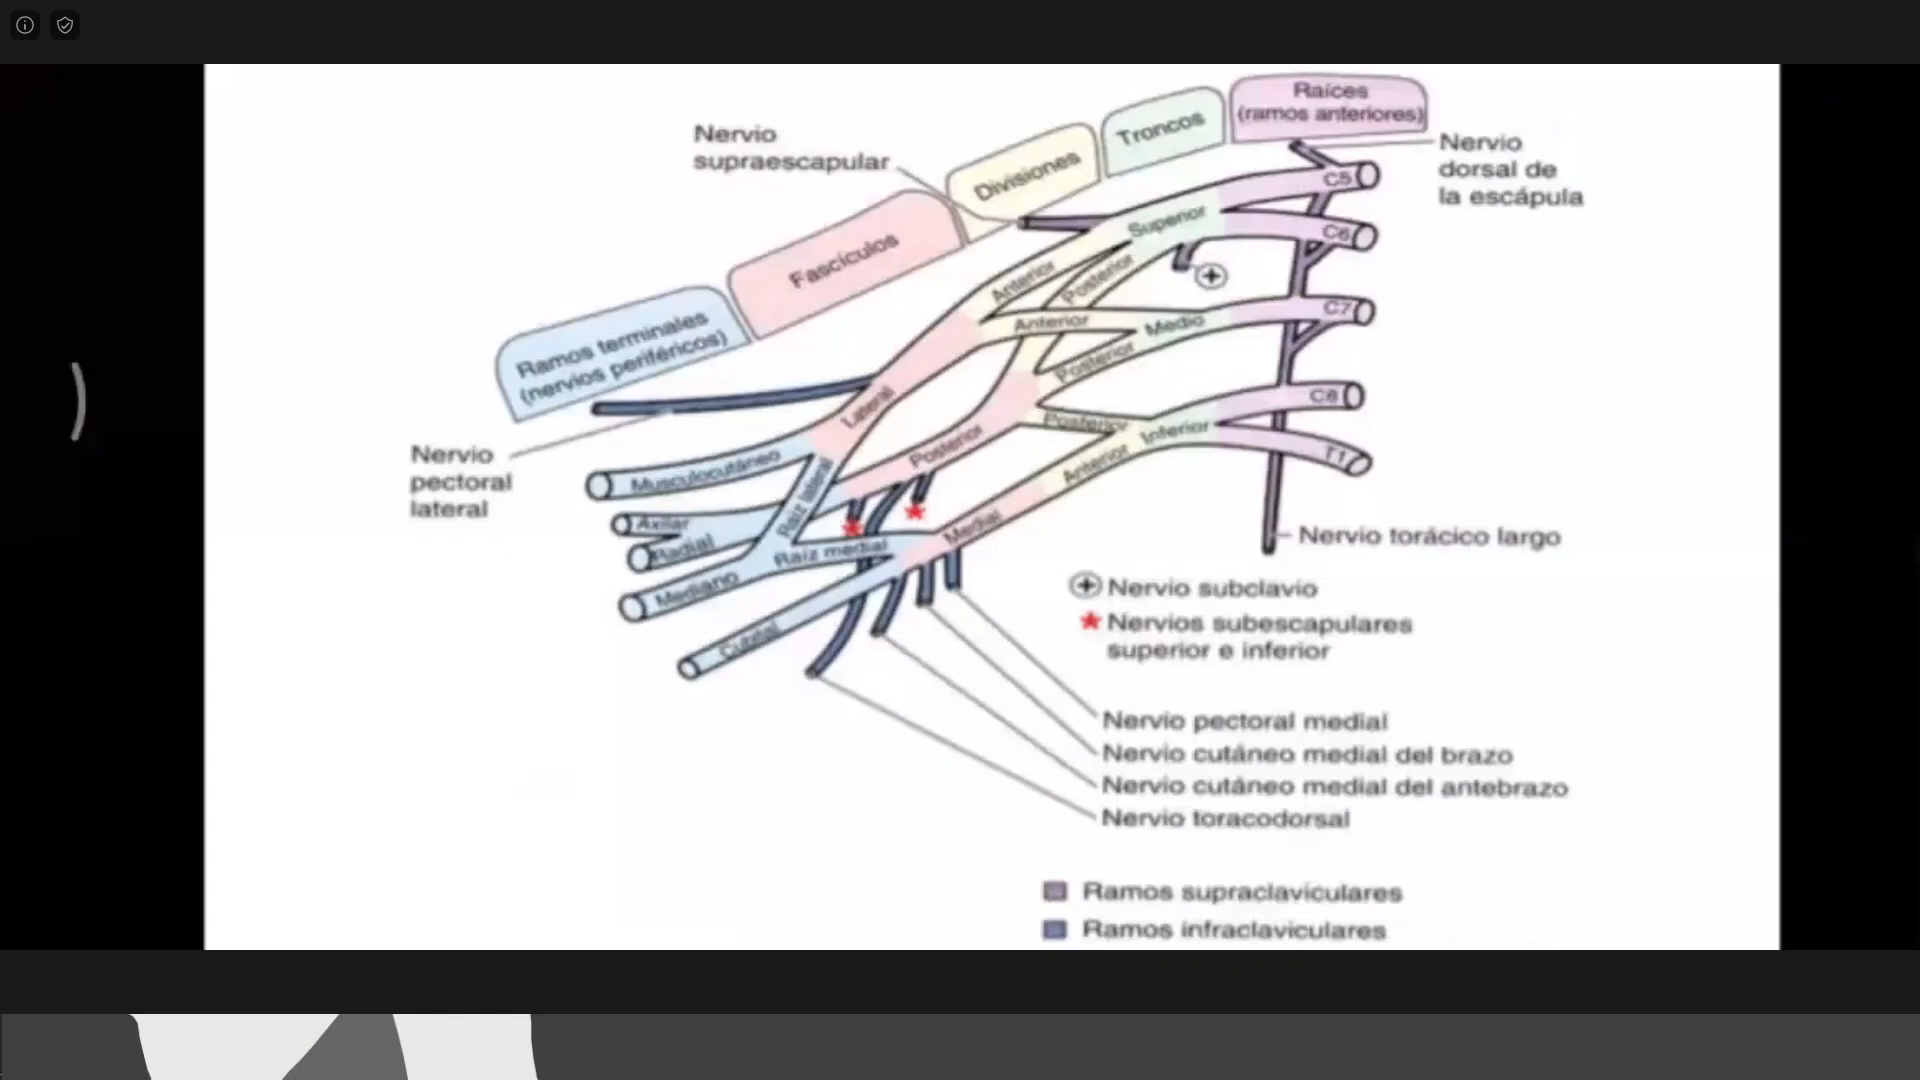 Raíces
(ramos anteriores)
Troncos
Divisiones
Fascículos
Ramos terminales
(nervios periféricos)
Nervio
supraescapular
Nervio
dorsal de
la escápula
C5
C6
C7
C8
T1
Superior
Medio
Inferior
Anterior
Posterior
Anterior
Posterior
Posterior
Anterior
Lateral
Posterior
Medial
Nervio
pectoral
lateral
Musculocutáneo
Axilar
Radial
Mediano
Cubital
Raíz lateral
Raíz medial
Nervio torácico largo
Nervio subclavio
Nervios subescapulares
superior e inferior
Nervio pectoral medial
Nervio cutáneo medial del brazo
Nervio cutáneo medial del antebrazo
Nervio toracodorsal
Ramos supraclaviculares
Ramos infraclaviculares